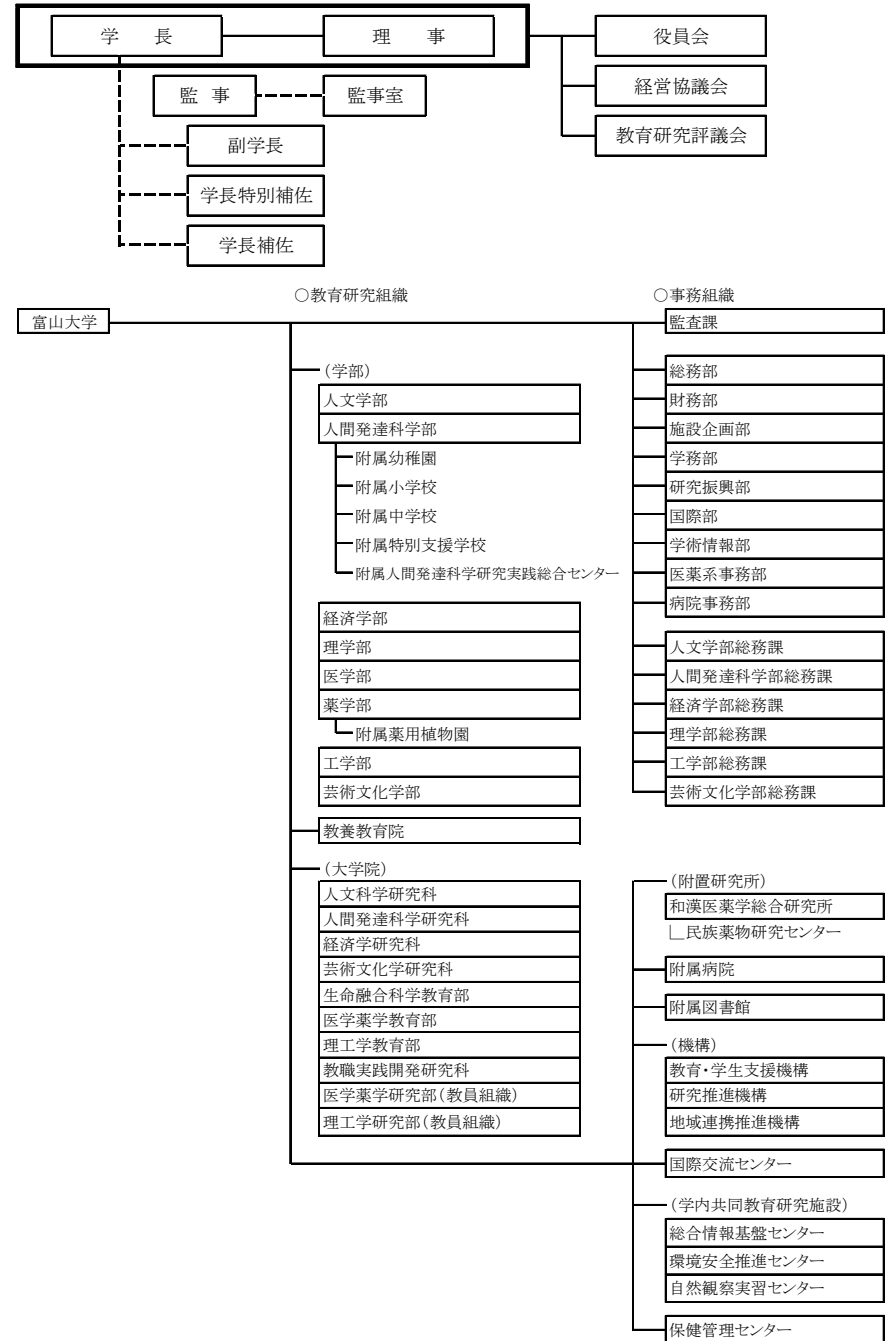 学　長
理　事
役員会
経営協議会
教育研究評議会
監　事
監事室
副学長
学長特別補佐
学長補佐
○教育研究組織
○事務組織
富山大学
監査課
(学部)
人文学部
人間発達科学部
附属幼稚園
附属小学校
附属中学校
附属特別支援学校
附属人間発達科学研究実践総合センター
経済学部
理学部
医学部
薬学部
附属薬用植物園
工学部
芸術文化学部
教養教育院
(大学院)
人文科学研究科
人間発達科学研究科
経済学研究科
芸術文化学研究科
生命融合科学教育部
医学薬学教育部
理工学教育部
教職実践開発研究科
医学薬学研究部(教員組織)
理工学研究部(教員組織)
総務部
財務部
施設企画部
学務部
研究振興部
国際部
学術情報部
医薬系事務部
病院事務部
人文学部総務課
人間発達科学部総務課
経済学部総務課
理学部総務課
工学部総務課
芸術文化学部総務課
(附置研究所)
和漢医薬学総合研究所
民族薬物研究センター
附属病院
附属図書館
(機構)
教育・学生支援機構
研究推進機構
地域連携推進機構
国際交流センター
(学内共同教育研究施設)
総合情報基盤センター
環境安全推進センター
自然観察実習センター
保健管理センター